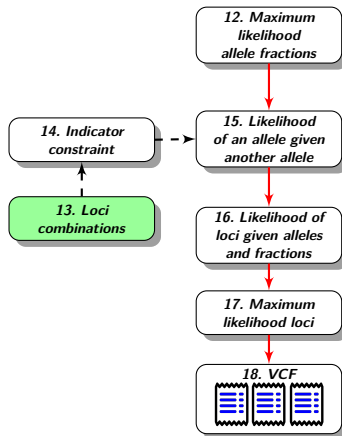 12. Maximum
likelihood
allele fractions
14. Indicator
constraint
15. Likelihood
of an allele given
another allele
13. Loci
combinations
16. Likelihood of
loci given alleles
and fractions
17. Maximum
likelihood loci
18. VCF